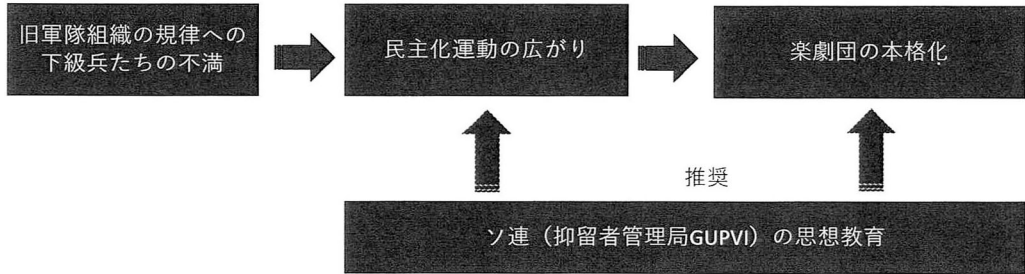 旧軍隊組織の規律への
下級兵たちの不満
民主化運動の広がり
楽劇団の本格化
推奨
ソ連（抑留者管理局GUPVI）の思想教育